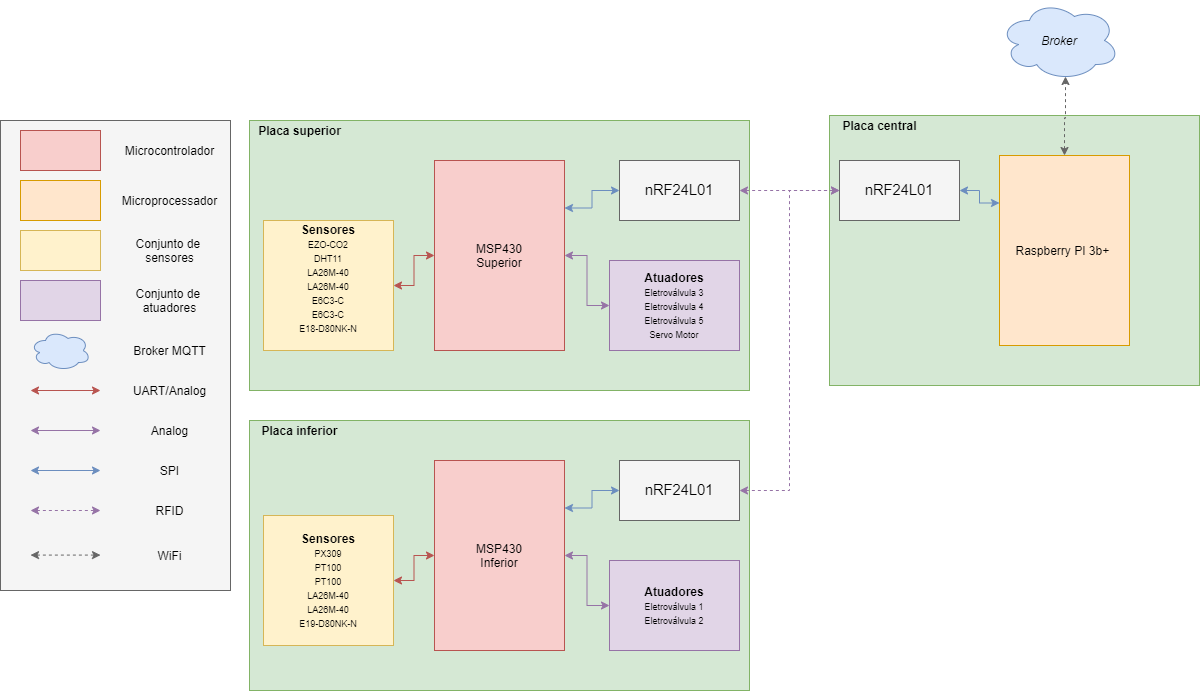 Broker
Microcontrolador
Microprocessador
Conjunto de
sensores
Conjunto de
atuadores
Broker MQTT
UART/Analog
Analog
SPI
RFID
WiFi
Placa superior
Sensores
EZO-CO2
DHT11
LA26M-40
LA26M-40
E6C3-C
E6C3-C
E18-D80NK-N
MSP430
Superior
nRF24L01
Atuadores
Eletroválvula 3
Eletroválvula 4
Eletroválvula 5
Servo Motor
Placa inferior
Sensores
PX309
PT100
PT100
LA26M-40
LA26M-40
E19-D80NK-N
MSP430
Inferior
nRF24L01
Atuadores
Eletroválvula 1
Eletroválvula 2
Placa central
nRF24L01
Raspberry PI 3b+